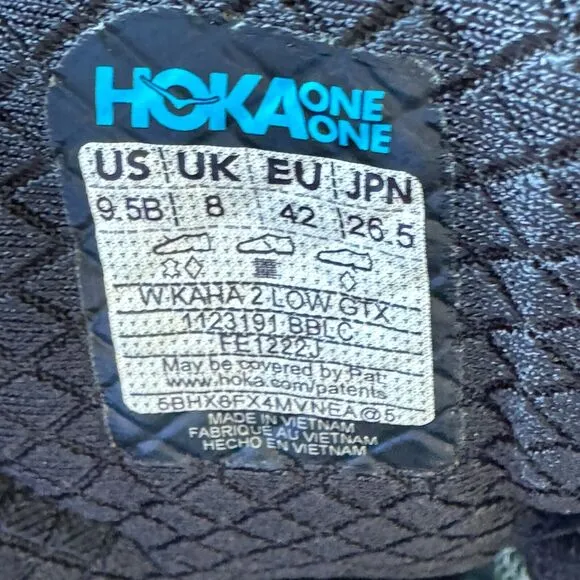 HOKA ONE ONE
US UK EU JPN
9.5B 8 42 26.5
W KAHA 2 LOW GTX
1123191 BBLC
FE1222J
May be covered by Pat.
www.hoka.com/patents
5BHX6FX4MVNEA@5
MADE IN VIETNAM
FABRIQUE AU VIETNAM
HECHO EN VIETNAM